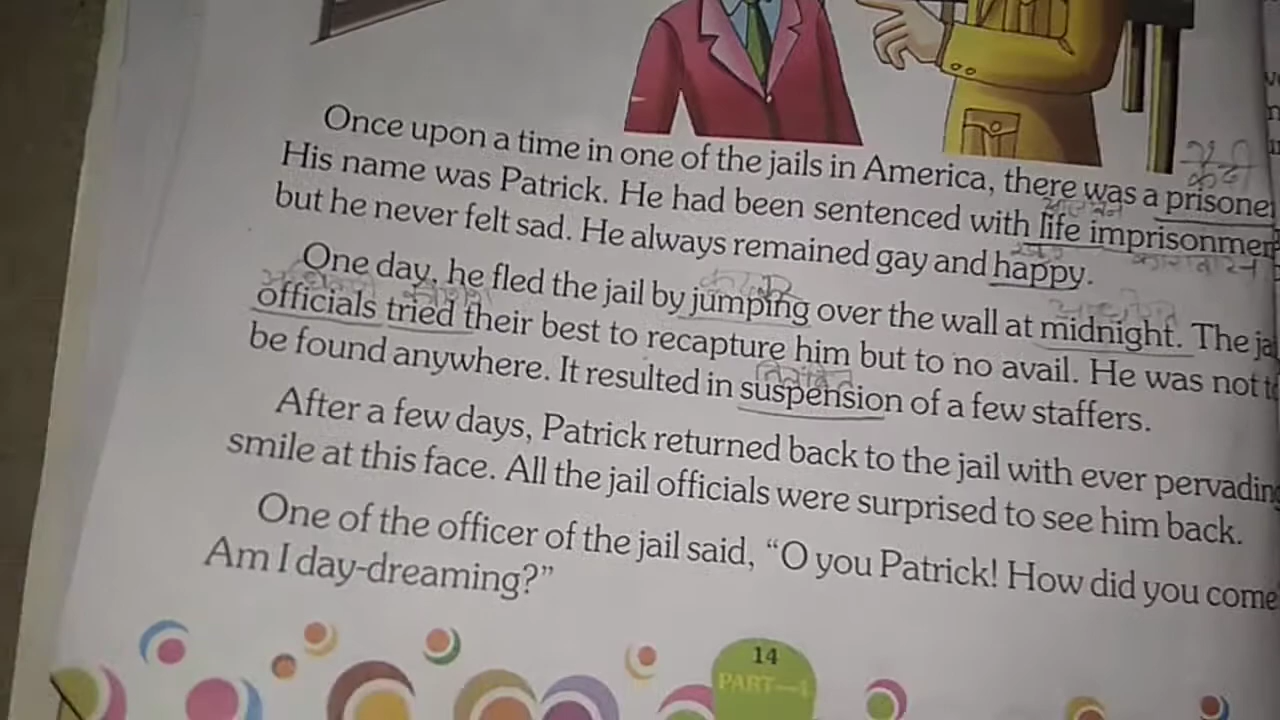 Once upon a time in one of the jails in America, there was a prisone
कैदी
His name was Patrick. He had been sentenced with life imprisonmen
but he never felt sad. He always remained gay and happy.
कारावास
One day, he fled the jail by jumping over the wall at midnight. The ja
officials tried their best to recapture him but to no avail. He was not t
be found anywhere. It resulted in suspension of a few staffers.
After a few days, Patrick returned back to the jail with ever pervading
smile at this face. All the jail officials were surprised to see him back.
One of the officer of the jail said, “O you Patrick! How did you come
Am I day-dreaming?”
14
PART—4